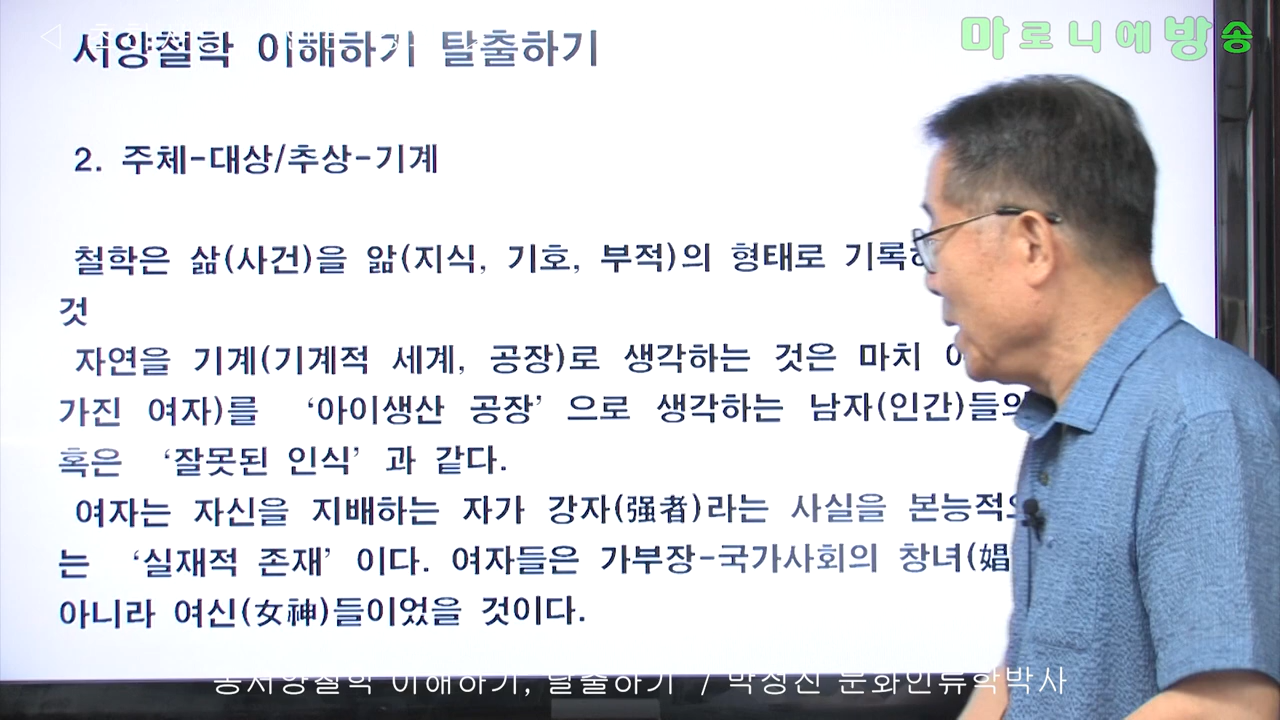 마로니에방송
서양철학 이해하기 탈출하기
2. 주체-대상/추상-기계
철학은 삶(사건)을 앎(지식, 기호, 부적)의 형태로
것
자연을 기계(기계적 세계, 공장)로 생각하는 것은 마치
가진 여자)를 ‘아이생산 공장’ 으로 생각하는 남자(인간)들의
혹은 ‘잘못된 인식’ 과 같다.
여자는 자신을 지배하는 자가 강자(强者)라는 사실을
는 ‘실재적 존재’ 이다. 여자들은 가부장-국가사회의 창녀(娼
아니라 여신(女神)들이었을 것이다.
동서양철학 이해하기, 탈출하기 / 박정진 문화인류학박사